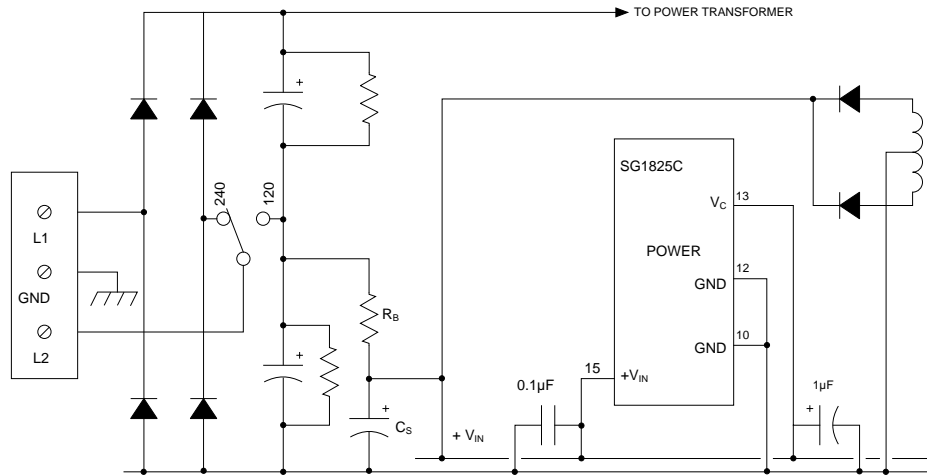 TO POWER TRANSFORMER
+
SG1825C
240
120
VC
13
L1
POWER
12
GND
GND
RB
10
GND
L2
+
15
+VIN
0.1µF
1µF
+
+
CS
+ VIN